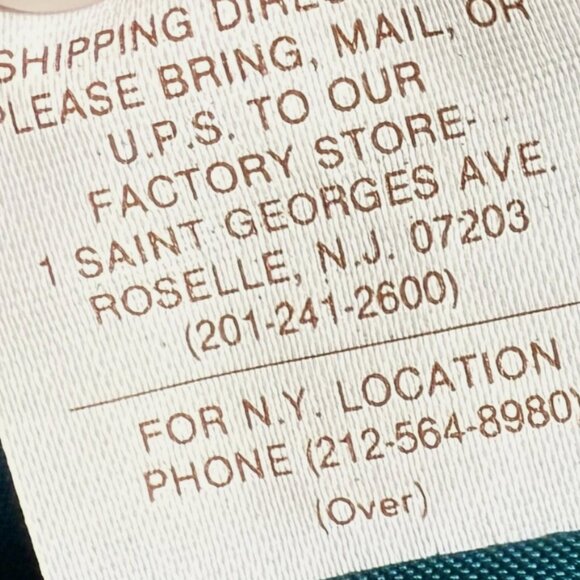 SHIPPING
PLEASE BRING, MAIL, OR
U.P.S. TO OUR
FACTORY STORE-
1 SAINT GEORGES AVE.
ROSELLE, N.J. 07203
(201-241-2600)
FOR N.Y. LOCATION
PHONE (212-564-8980)
(Over)